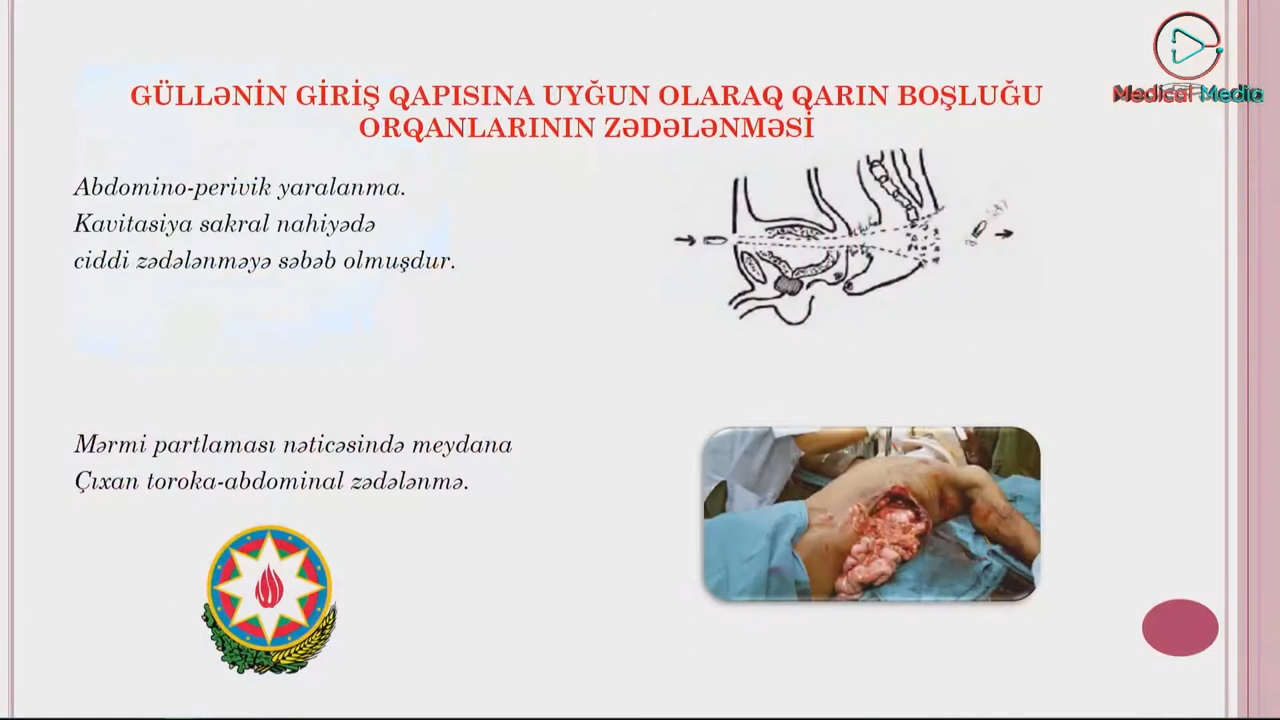 Medical Media
GÜLLƏNİN GİRİŞ QAPISINA UYĞUN OLARAQ QARIN BOŞLUĞU
ORQANLARININ ZƏDƏLƏNMƏSİ
Abdomino-perivik yaralanma.
Kavitasiya sakral nahiyədə
ciddi zədələnməyə səbəb olmuşdur.
Mərmi partlaması nəticəsində meydana
Çıxan toroka-abdominal zədələnmə.